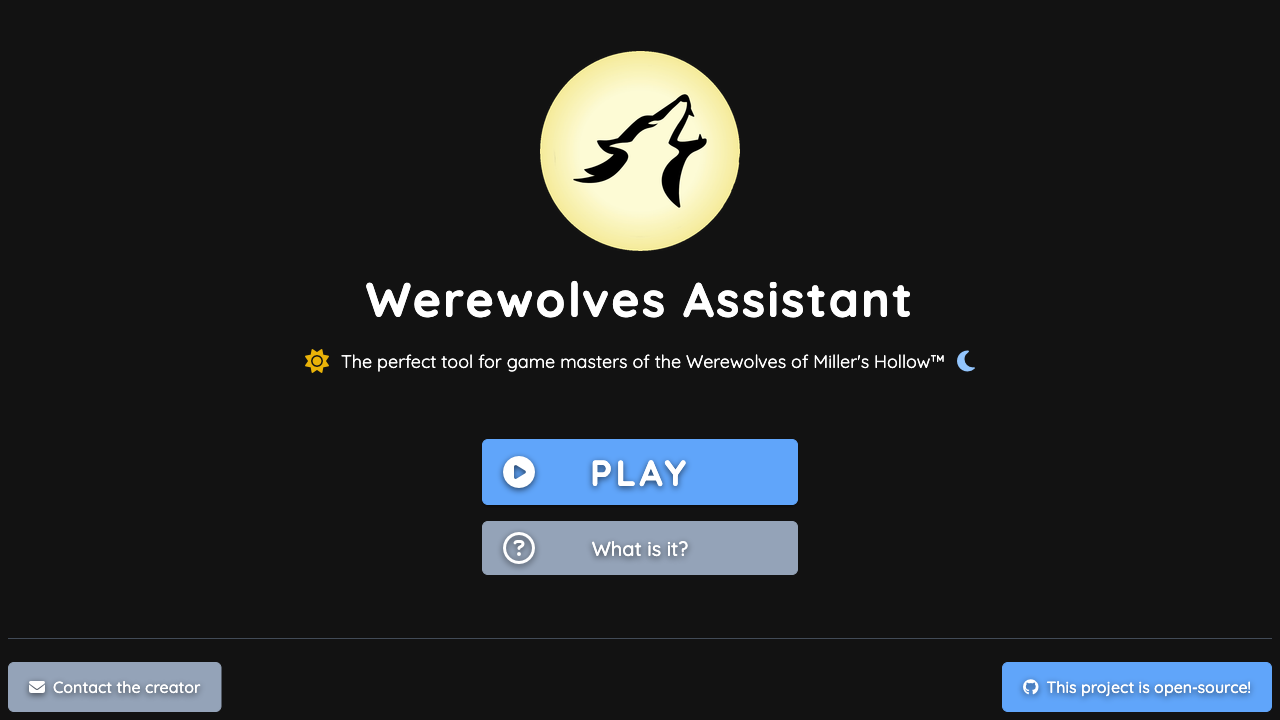 Werewolves Assistant
The perfect tool for game masters of the Werewolves of Miller's Hollow™
PLAY
What is it?
Contact the creator
This project is open-source!